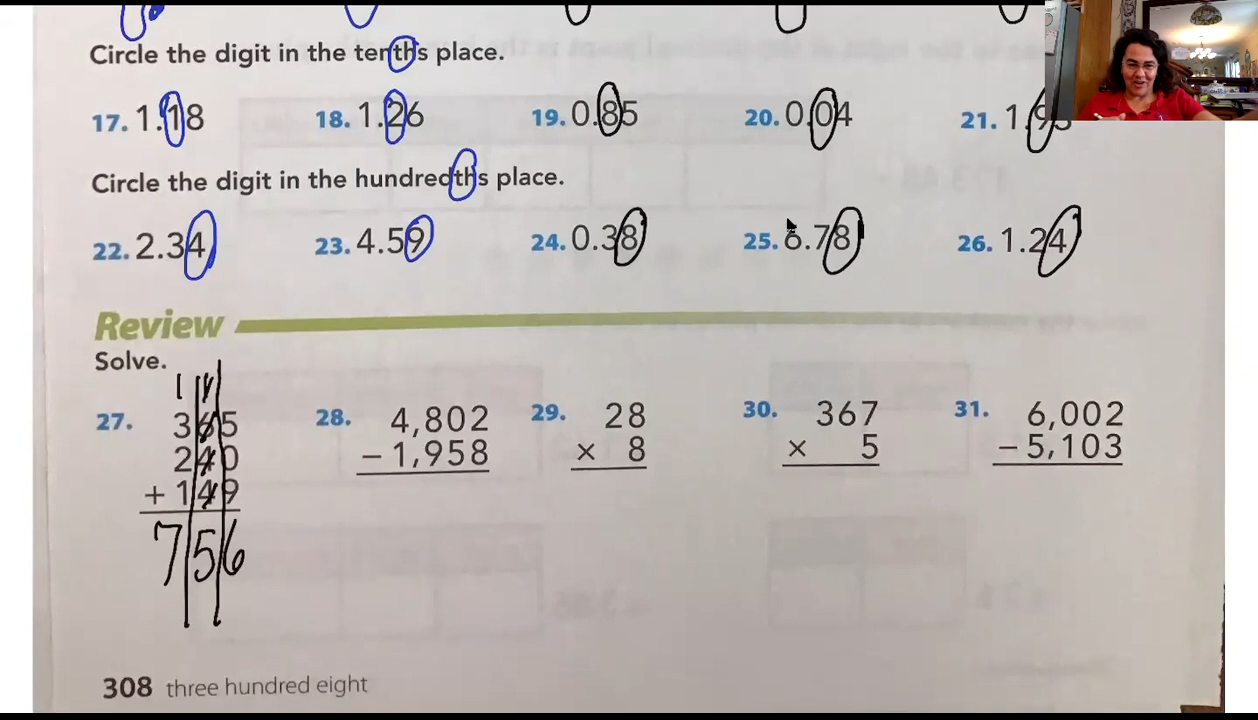 Circle the digit in the tenths place.
17. 1.18 18. 1.26 19. 0.85 20. 0.04 21. 1.93
Circle the digit in the hundredths place.
22. 2.34 23. 4.59 24. 0.38 25. 6.78 26. 1.24
Review
Solve.
1 1
27. 365 28. 4,802 29. 28 30. 367 31. 6,002
240 − 1,958 × 8 × 5 − 5,103
+ 149
756
308 three hundred eight